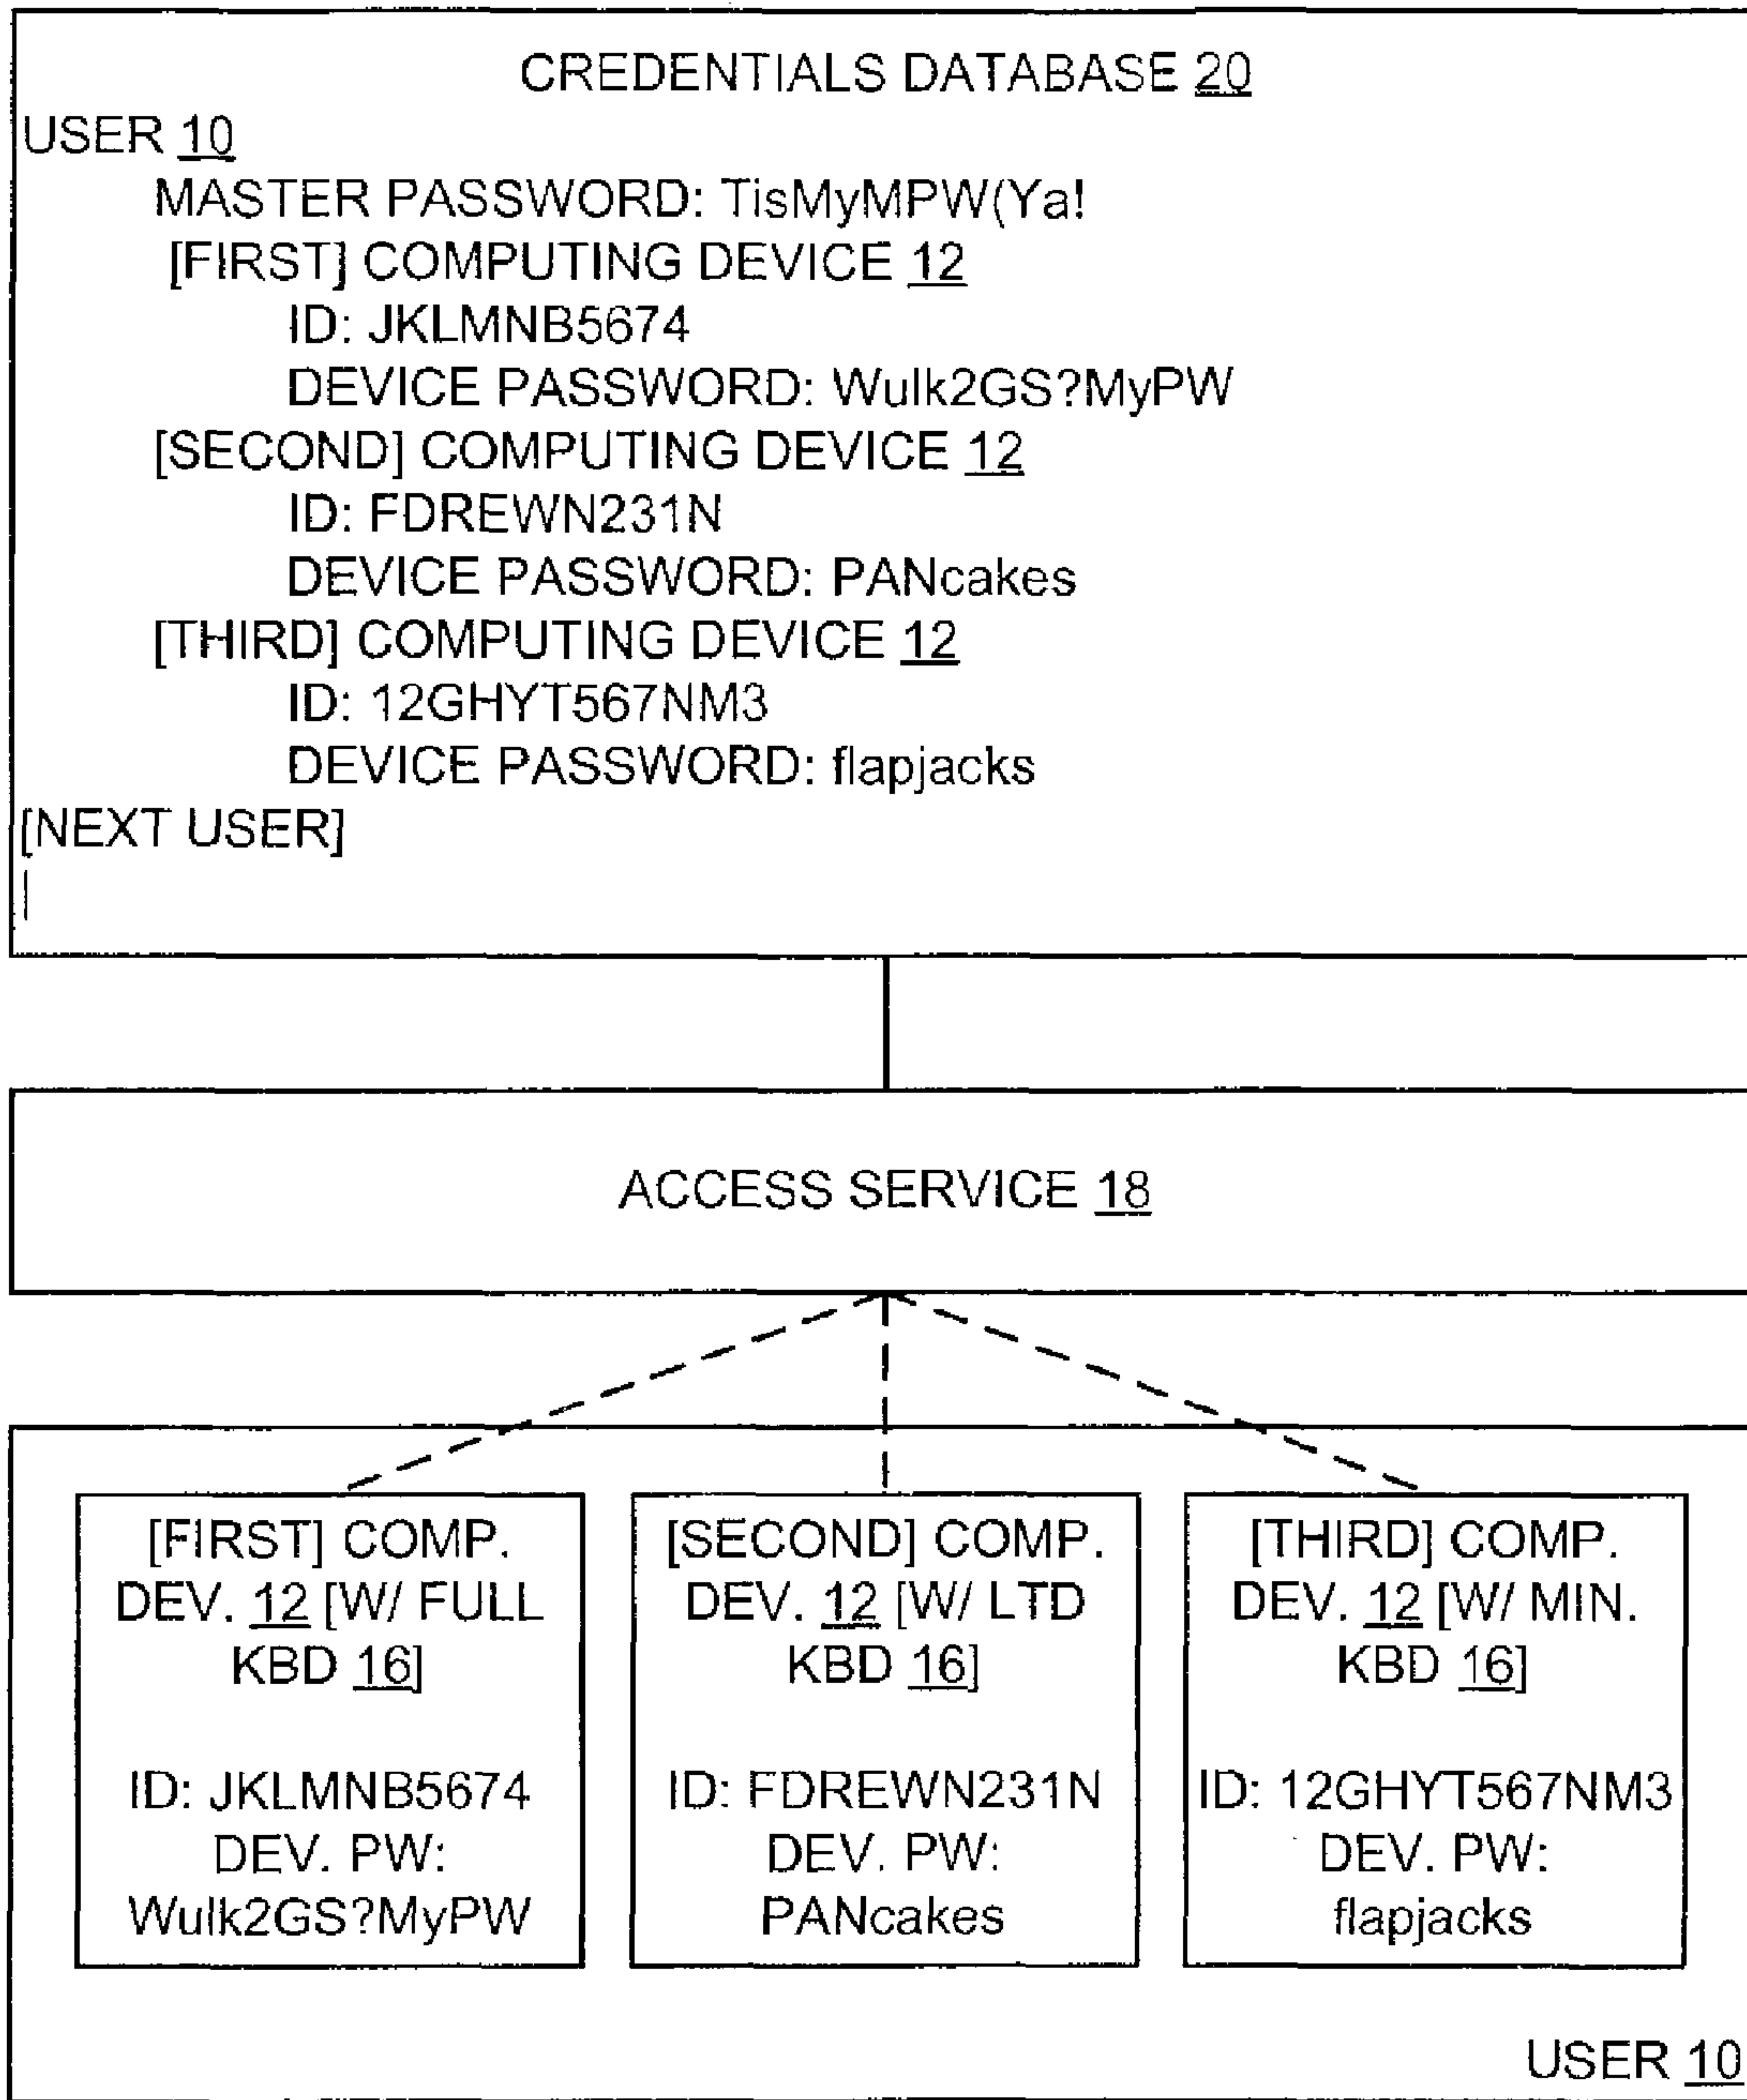 CREDENTIALS DATABASE 20
USER 10
MASTER PASSWORD: TisMyMPW(Ya!
[FIRST] COMPUTING DEVICE 12
ID: JKLMNB5674
DEVICE PASSWORD: Wulk2GS?MyPW
[SECOND] COMPUTING DEVICE 12
ID: FDREWN231N
DEVICE PASSWORD: PANcakes
[THIRD] COMPUTING DEVICE 12
ID: 12GHYT567NM3
DEVICE PASSWORD: flapjacks
[NEXT USER]
ACCESS SERVICE 18
[FIRST] COMP.
DEV. 12 [W/ FULL
KBD 16]
ID: JKLMNB5674
DEV. PW:
Wulk2GS?MyPW
[SECOND] COMP.
DEV. 12 [W/ LTD
KBD 16]
ID: FDREWN231N
DEV. PW:
PANcakes
[THIRD] COMP.
DEV. 12 [W/ MIN.
KBD 16]
ID: 12GHYT567NM3
DEV. PW:
flapjacks
USER 10